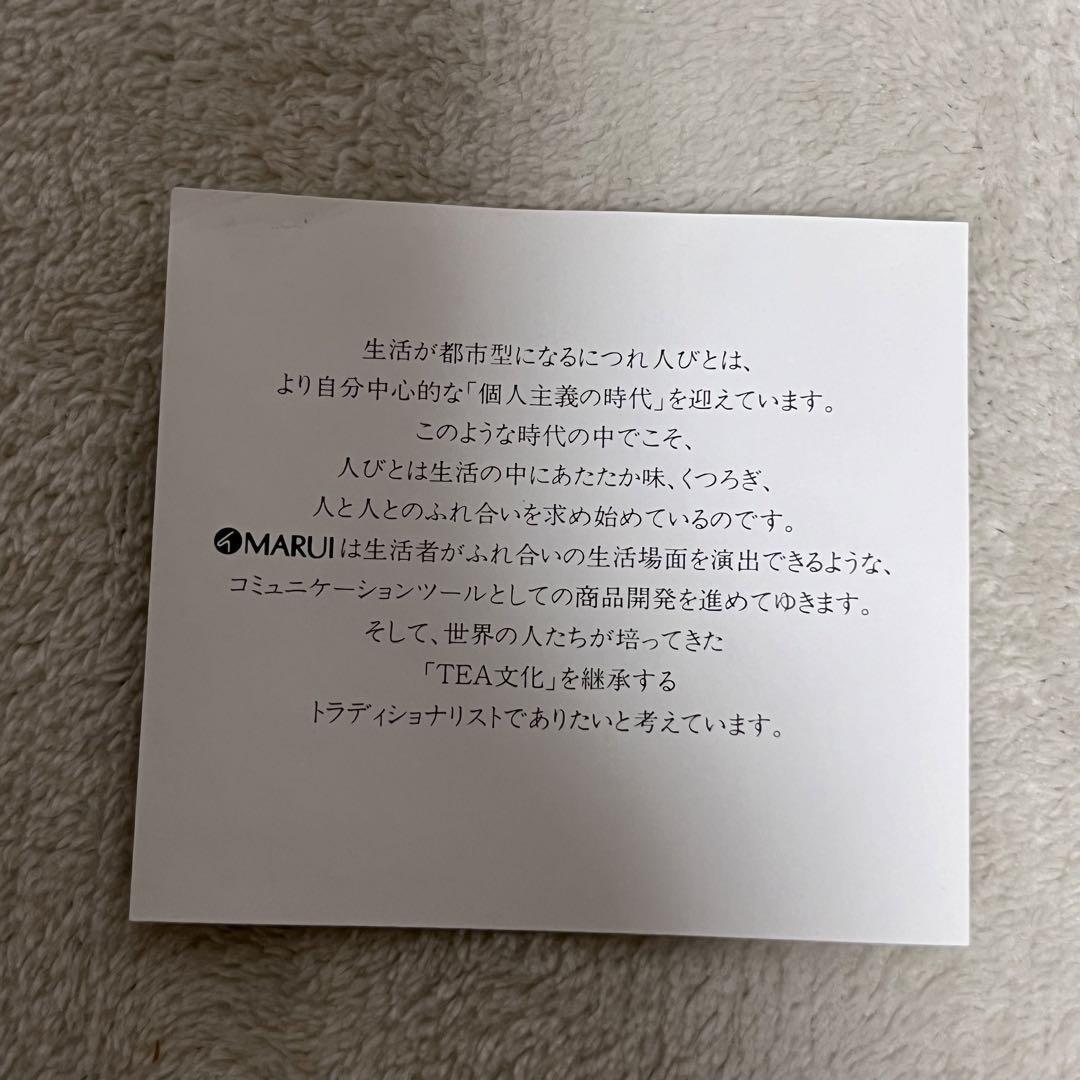 生活が都市型になるにつれ人びとは、
より自分中心的な「個人主義の時代」を迎えています。
このような時代の中でこそ、
人びとは生活の中にあたたか味、くつろぎ、
人と人とのふれ合いを求め始めているのです。
イMARUIは生活者がふれ合いの生活場面を演出できるような、
コミュニケーションツールとしての商品開発を進めてゆきます。
そして、世界の人たちが培ってきた
「TEA文化」を継承する
トラディショナリストでありたいと考えています。